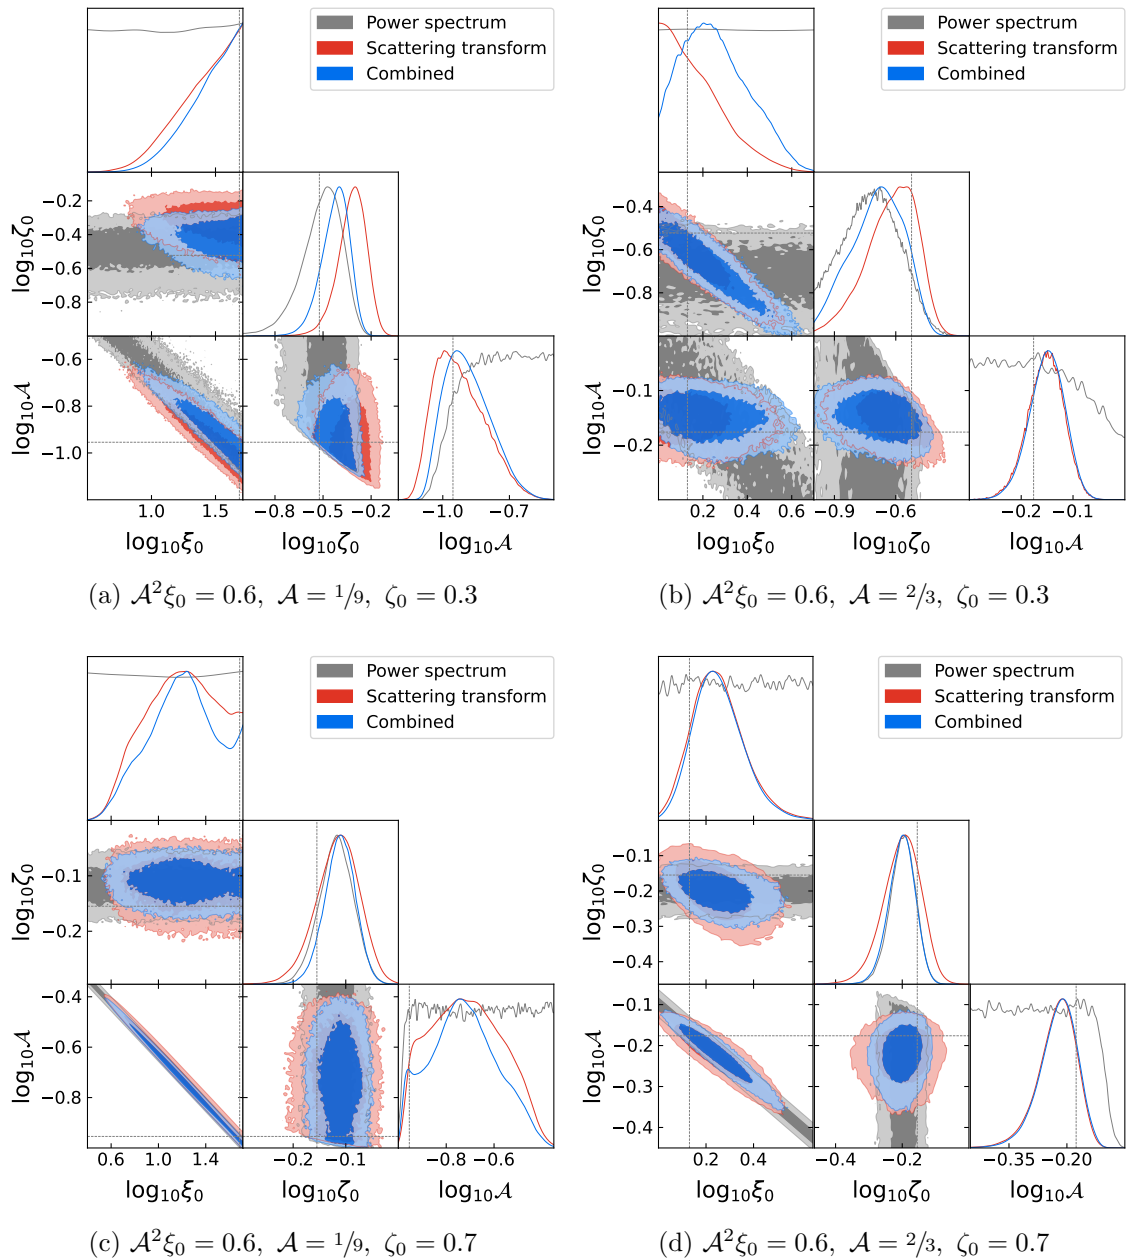 Power spectrum
Scattering transform
Combined
Power spectrum
Scattering transform
Combined
log₁₀ζ₀
−0.2
−0.4
−0.6
−0.8
log₁₀ζ₀
−0.4
−0.6
−0.8
log₁₀𝒜
−0.6
−0.8
−1.0
log₁₀𝒜
−0.1
−0.2
1.0 1.5 −0.8 −0.5 −0.2 −1.0 −0.7
0.2 0.4 0.6 −0.9 −0.6 −0.2 −0.1
log₁₀ξ₀ log₁₀ζ₀ log₁₀𝒜
log₁₀ξ₀ log₁₀ζ₀ log₁₀𝒜
(a) 𝒜²ξ₀ = 0.6, 𝒜 = 1/9, ζ₀ = 0.3
(b) 𝒜²ξ₀ = 0.6, 𝒜 = 2/3, ζ₀ = 0.3
Power spectrum
Scattering transform
Combined
Power spectrum
Scattering transform
Combined
log₁₀ζ₀
−0.1
−0.2
log₁₀ζ₀
−0.1
−0.2
−0.3
−0.4
log₁₀𝒜
−0.4
−0.6
−0.8
log₁₀𝒜
−0.1
−0.2
−0.3
−0.4
0.6 1.0 1.4 −0.2 −0.1 −0.8 −0.6
0.2 0.4 −0.4 −0.2 −0.35 −0.20
log₁₀ξ₀ log₁₀ζ₀ log₁₀𝒜
log₁₀ξ₀ log₁₀ζ₀ log₁₀𝒜
(c) 𝒜²ξ₀ = 0.6, 𝒜 = 1/9, ζ₀ = 0.7
(d) 𝒜²ξ₀ = 0.6, 𝒜 = 2/3, ζ₀ = 0.7